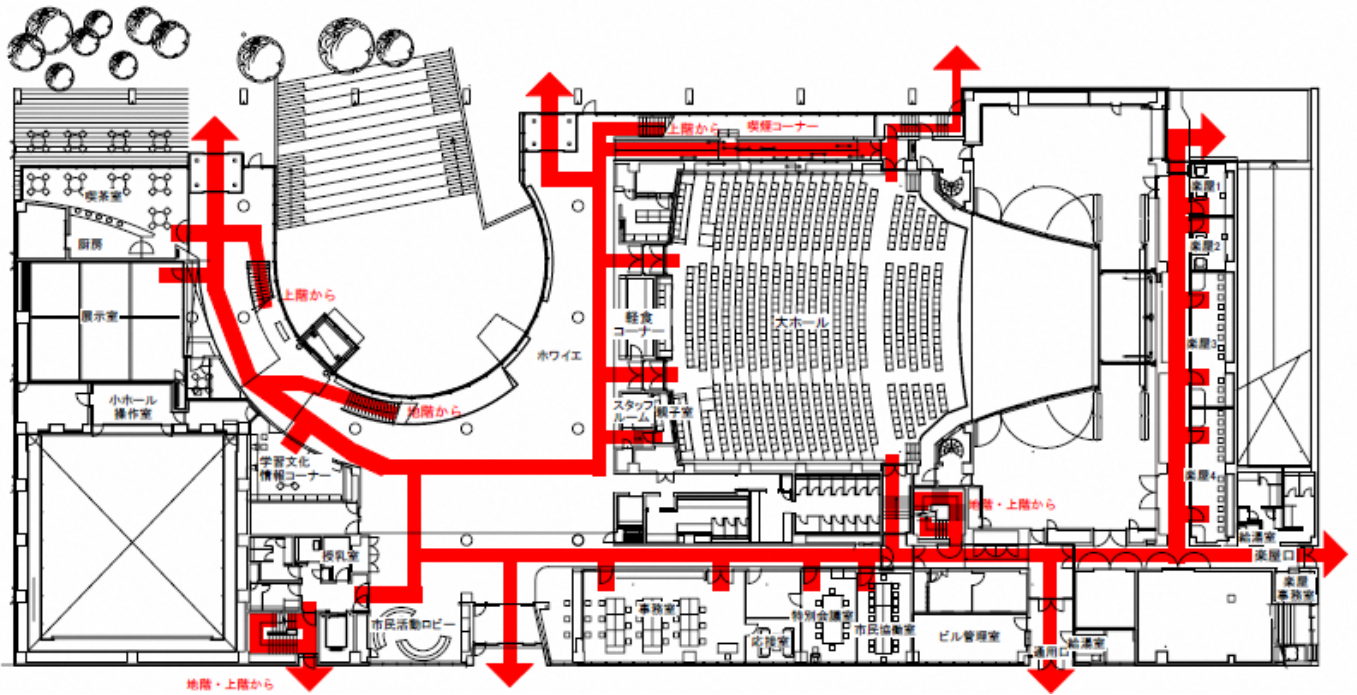 上階から
喫煙コーナー
喫茶室
楽屋1
厨房
楽屋2
上階から
展示室
軽食
コーナー
大ホール
楽屋3
ホワイエ
小ホール
操作室
地階から
スタッフ
ルーム
親子室
学習文化
情報コーナー
楽屋4
地階・上階から
授乳室
給湯室
楽屋口
楽屋
事務室
事務室
特別会議室
市民協働室
市民活動ロビー
応接室
ビル管理室
通用口
給湯室
地階・上階から